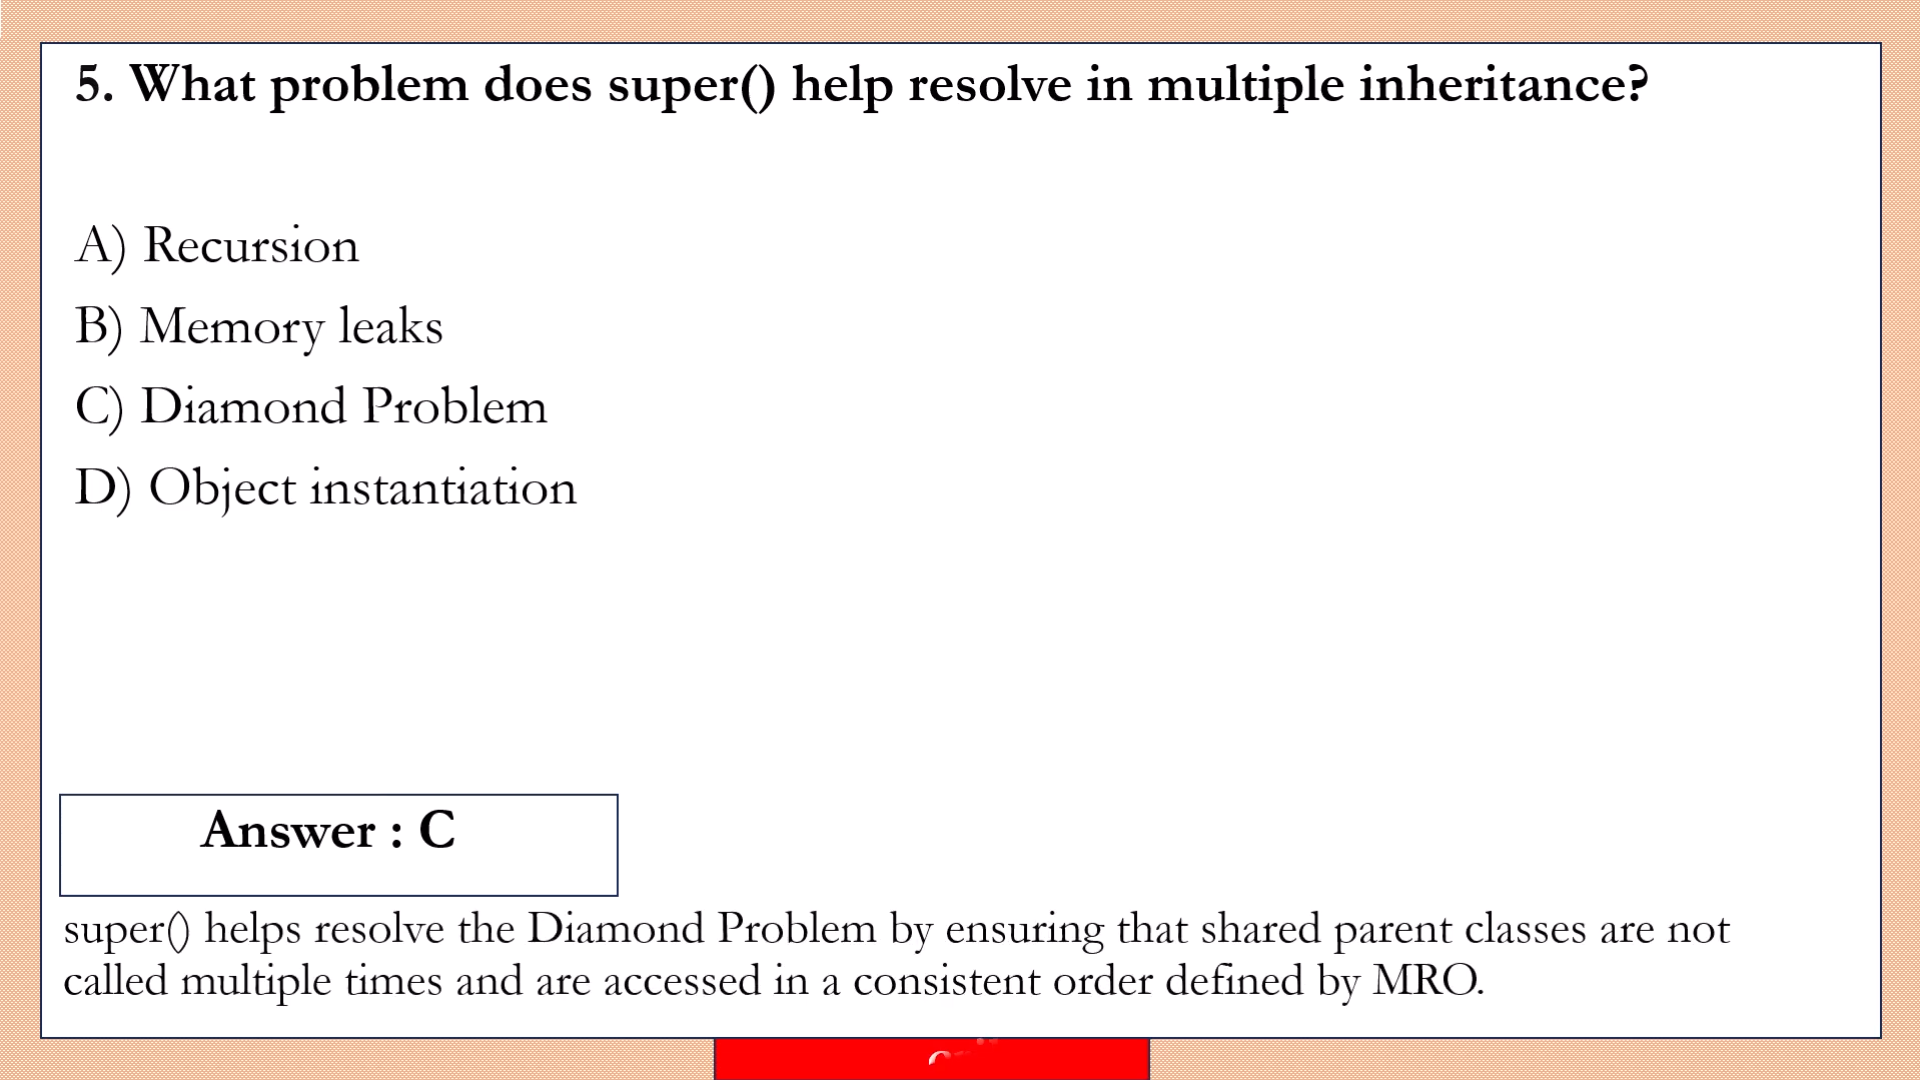 5. What problem does super() help resolve in multiple inheritance?
A) Recursion
B) Memory leaks
C) Diamond Problem
D) Object instantiation
Answer : C
super() helps resolve the Diamond Problem by ensuring that shared parent classes are not
called multiple times and are accessed in a consistent order defined by MRO.